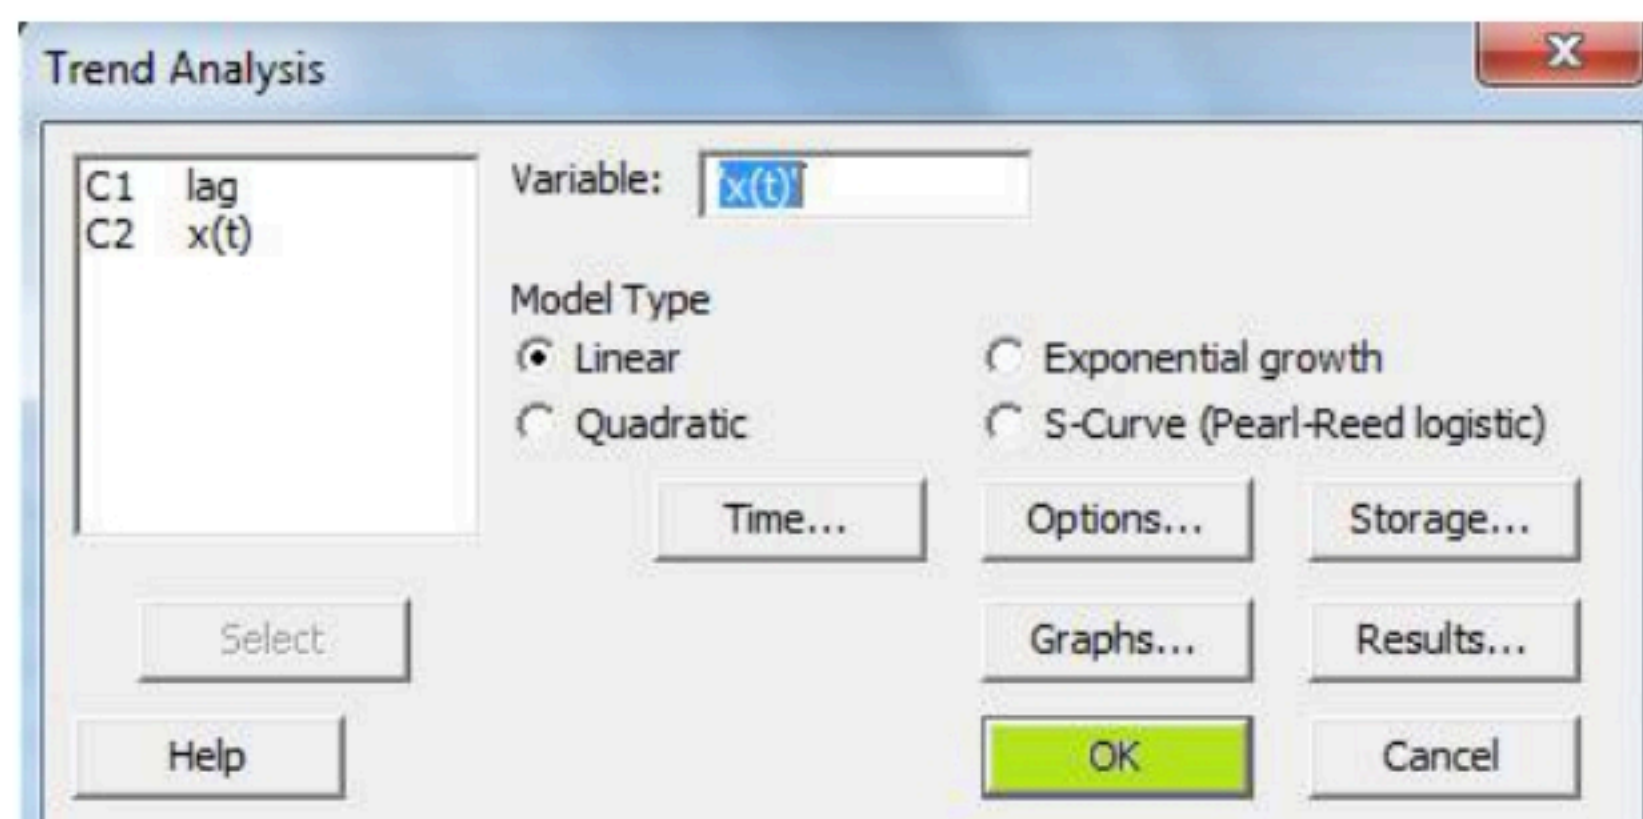 Trend Analysis
x
C1 lag
C2 x(t)
Variable: 'x(t)'
Model Type
Linear
Exponential growth
Quadratic
S-Curve (Pearl-Reed logistic)
Time...
Options...
Storage...
Select
Graphs...
Results...
Help
OK
Cancel